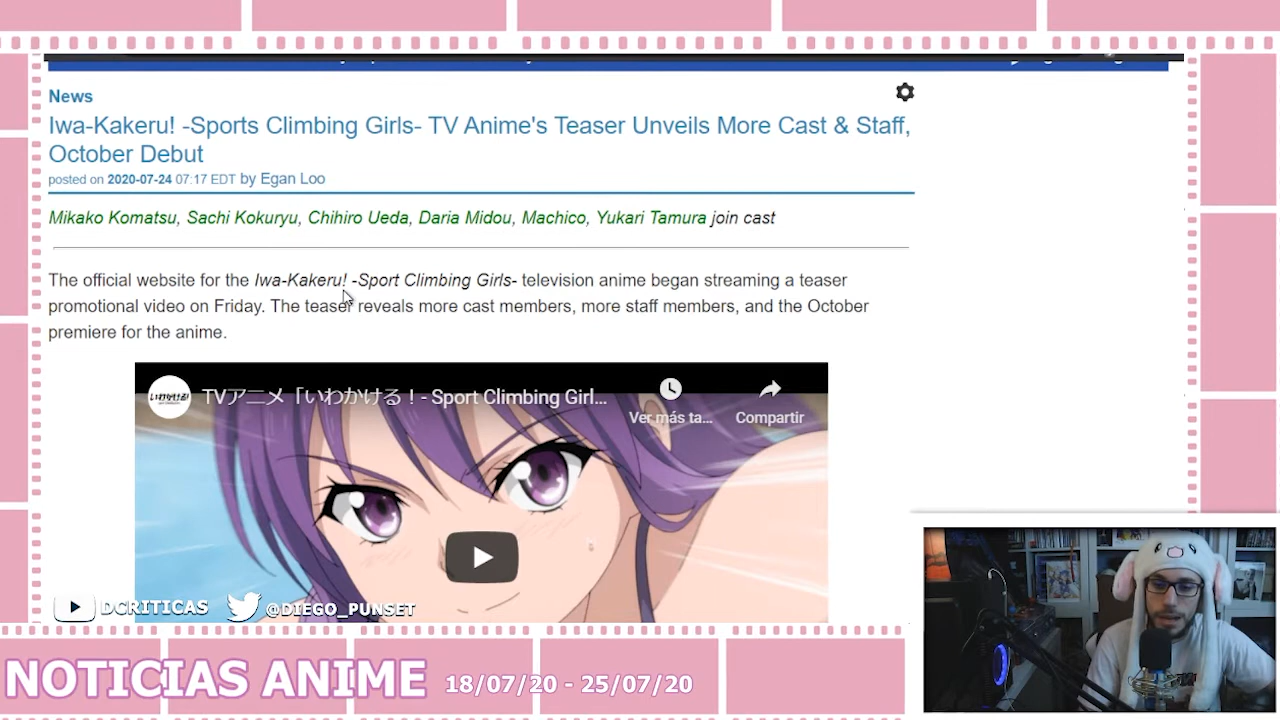 News
Iwa-Kakeru! -Sports Climbing Girls- TV Anime's Teaser Unveils More Cast & Staff,
October Debut
posted on 2020-07-24 07:17 EDT by Egan Loo
Mikako Komatsu, Sachi Kokuryu, Chihiro Ueda, Daria Midou, Machico, Yukari Tamura join cast
The official website for the Iwa-Kakeru! -Sport Climbing Girls- television anime began streaming a teaser
promotional video on Friday. The teaser reveals more cast members, more staff members, and the October
premiere for the anime.
いわかける!
TVアニメ「いわかける！- Sport Climbing Girl...
Ver más ta...
Compartir
DCRITICAS
@DIEGO_PUNSET
NOTICIAS ANIME
18/07/20 - 25/07/20